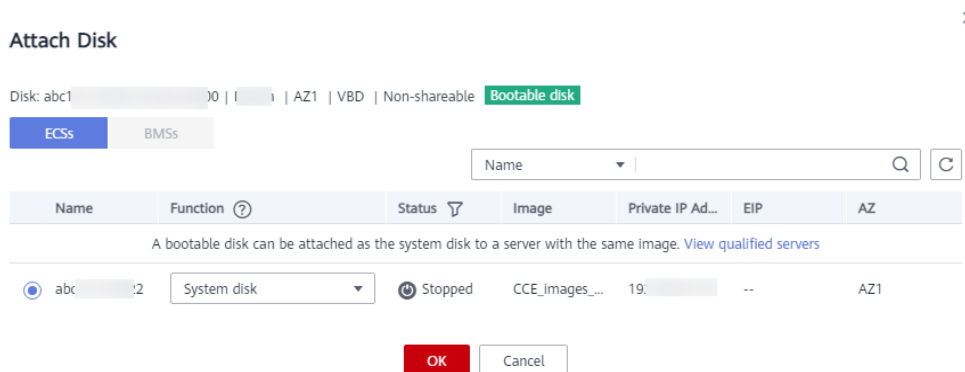 Attach Disk
Disk: abc1 00 | | AZ1 | VBD | Non-shareable Bootable disk
ECSs BMSs
Name
Name Function ? Status Image Private IP Ad... EIP AZ
A bootable disk can be attached as the system disk to a server with the same image. View qualified servers
abc 2 System disk Stopped CCE_images_... 19 -- AZ1
OK Cancel